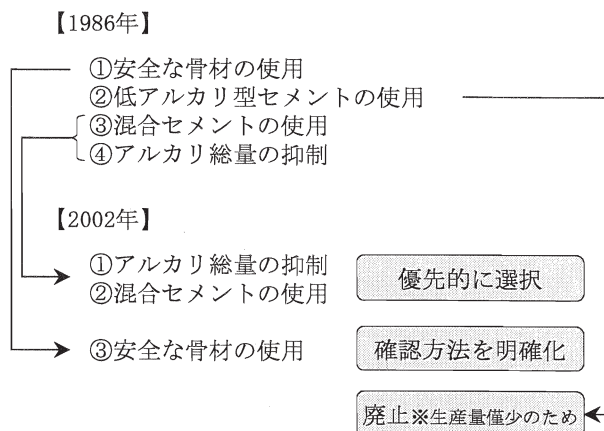 【1986年】
①安全な骨材の使用
②低アルカリ型セメントの使用
③混合セメントの使用
④アルカリ総量の抑制
【2002年】
①アルカリ総量の抑制
②混合セメントの使用
優先的に選択
③安全な骨材の使用
確認方法を明確化
廃止※生産量僅少のため